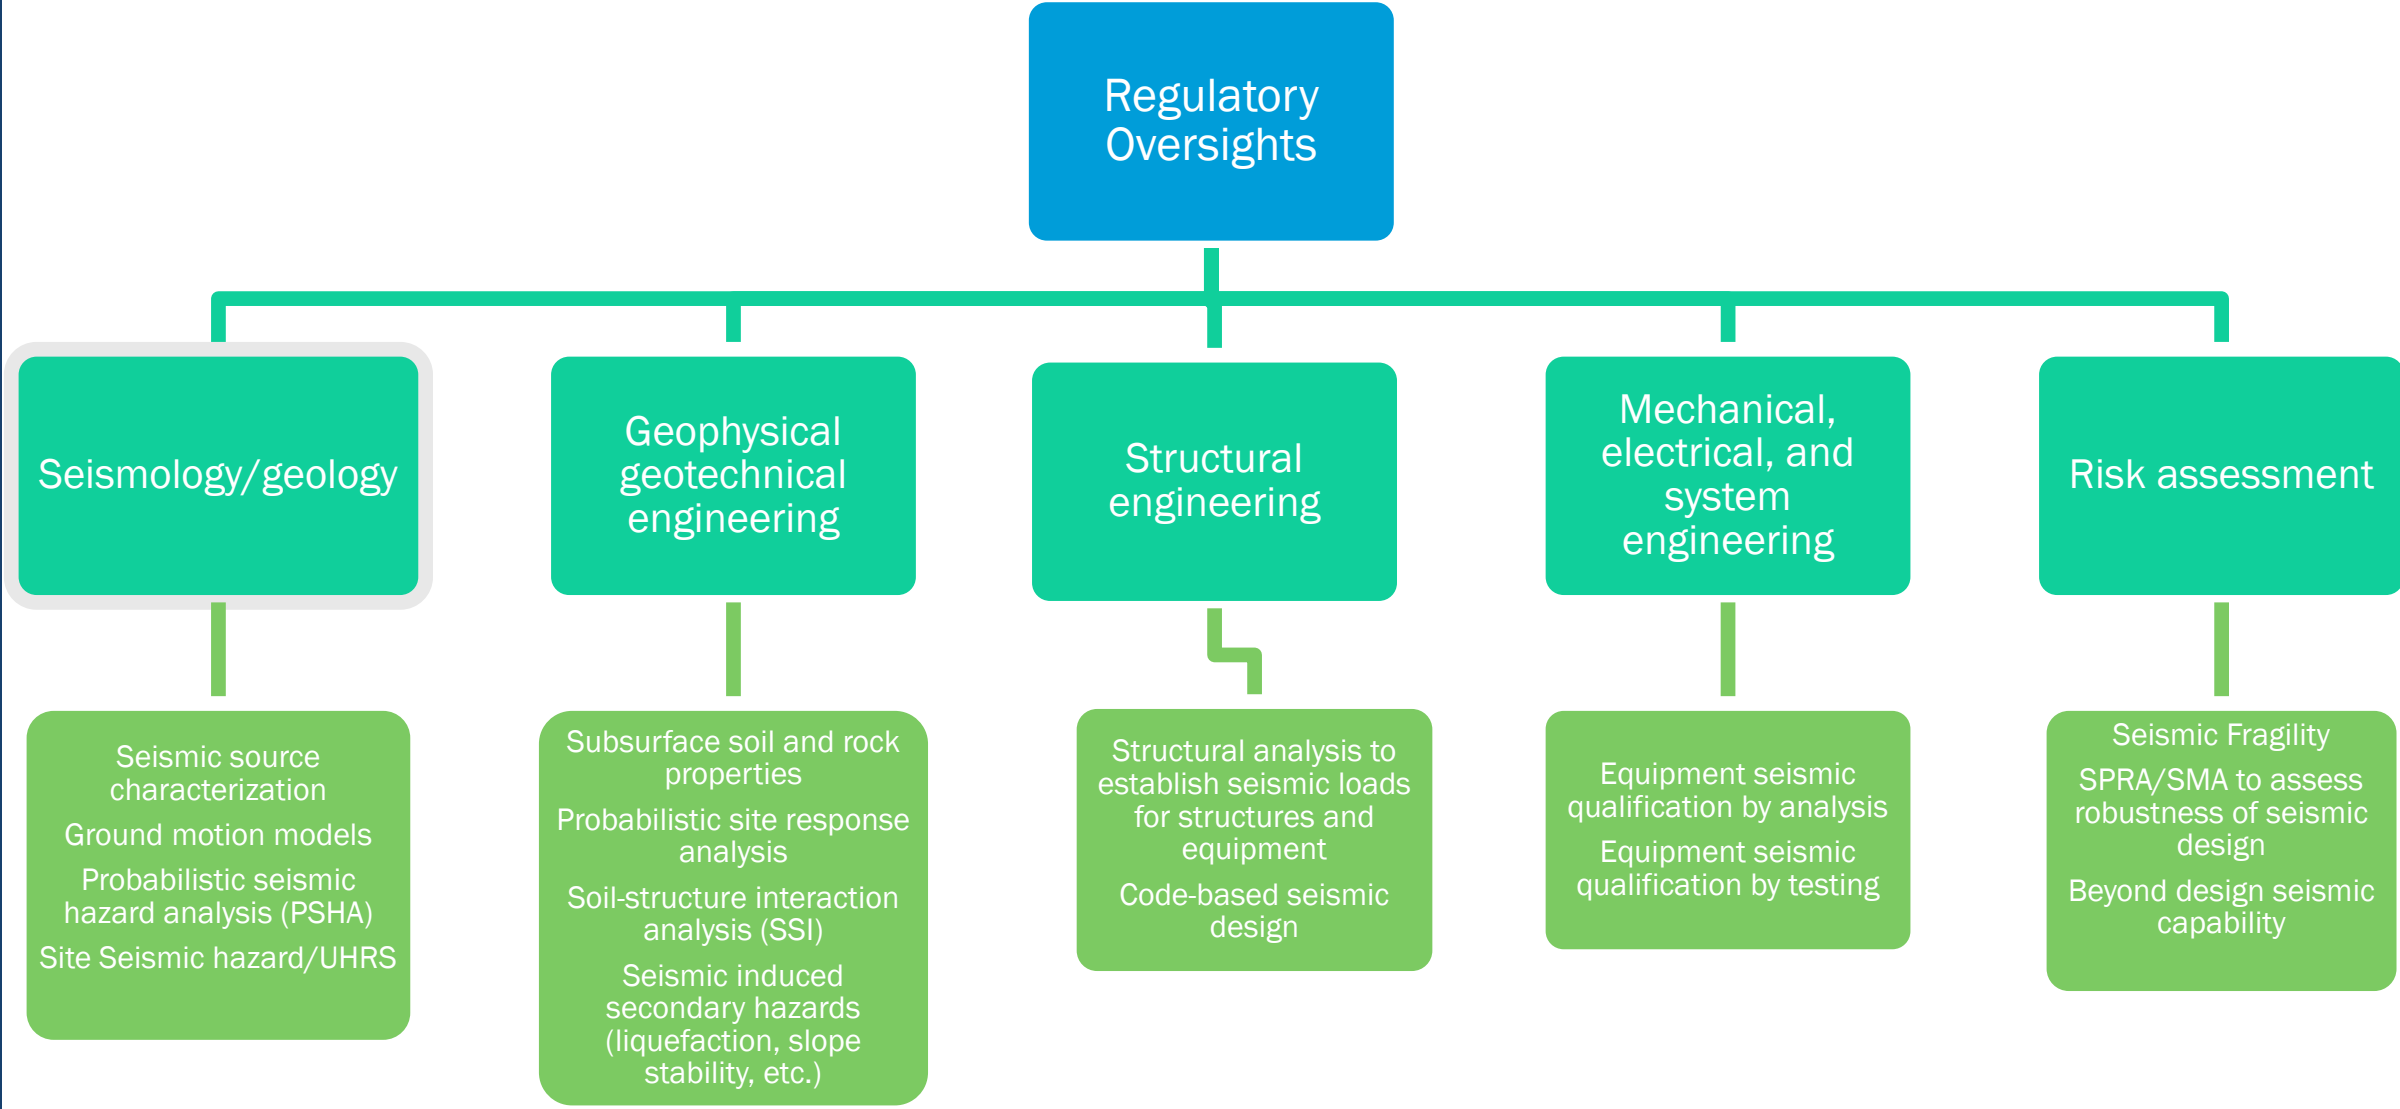 Regulatory
Oversights
Seismology/geology
Geophysical
geotechnical
engineering
Structural
engineering
Mechanical,
electrical, and
system
engineering
Risk assessment
Seismic source
characterization
Ground motion models
Probabilistic seismic
hazard analysis (PSHA)
Site Seismic hazard/UHRS
Subsurface soil and rock
properties
Probabilistic site response
analysis
Soil-structure interaction
analysis (SSI)
Seismic induced
secondary hazards
(liquefaction, slope
stability, etc.)
Structural analysis to
establish seismic loads
for structures and
equipment
Code-based seismic
design
Equipment seismic
qualification by analysis
Equipment seismic
qualification by testing
Seismic Fragility
SPRA/SMA to assess
robustness of seismic
design
Beyond design seismic
capability